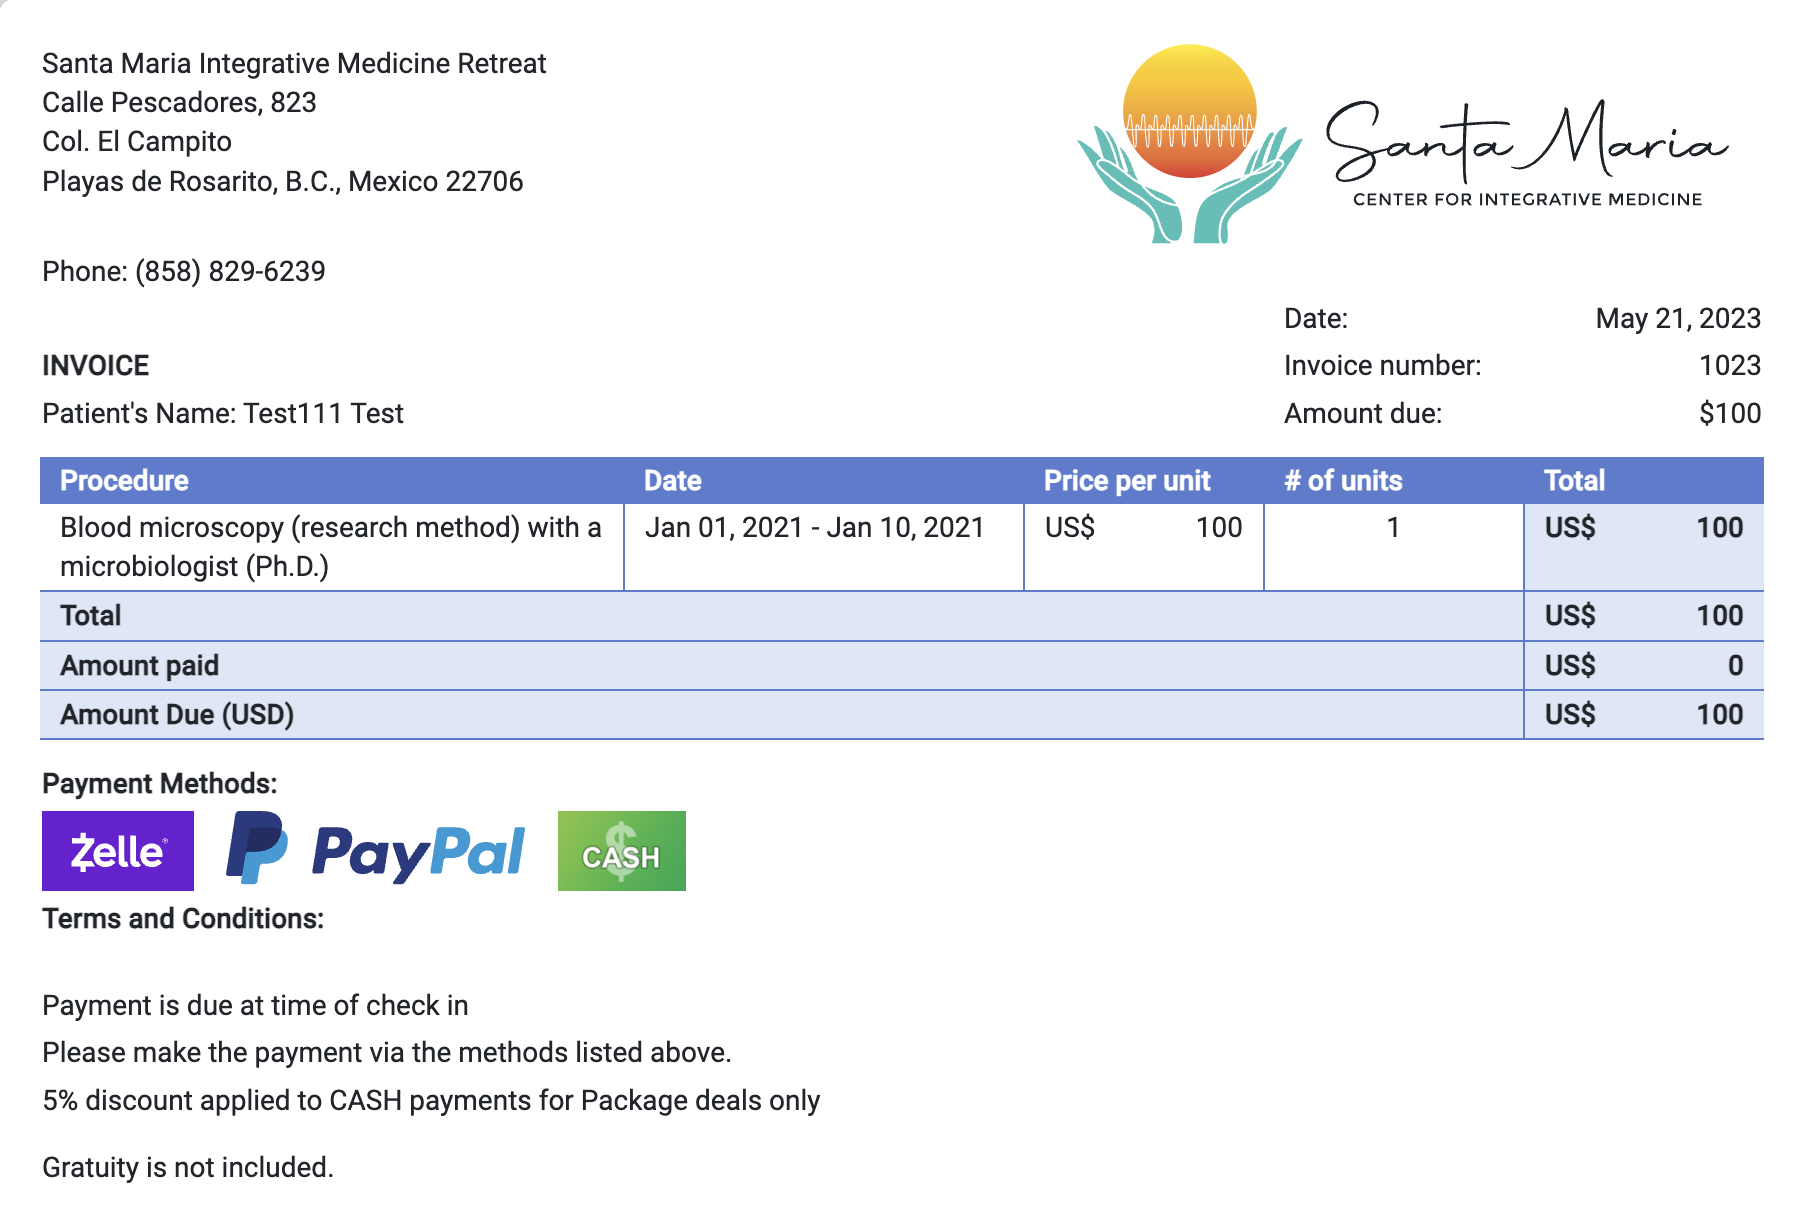 Santa Maria Integrative Medicine Retreat
Calle Pescadores, 823
Col. El Campito
Playas de Rosarito, B.C., Mexico 22706
Phone: (858) 829-6239
Santa Maria
CENTER FOR INTEGRATIVE MEDICINE
Date: May 21, 2023
INVOICE
Invoice number: 1023
Patient's Name: Test111 Test
Amount due: $100
Procedure Date Price per unit # of units Total
Blood microscopy (research method) with a Jan 01, 2021 - Jan 10, 2021 US$ 100 1 US$ 100
microbiologist (Ph.D.)
Total US$ 100
Amount paid US$ 0
Amount Due (USD) US$ 100
Payment Methods:
Zelle® PayPal CASH
Terms and Conditions:
Payment is due at time of check in
Please make the payment via the methods listed above.
5% discount applied to CASH payments for Package deals only
Gratuity is not included.